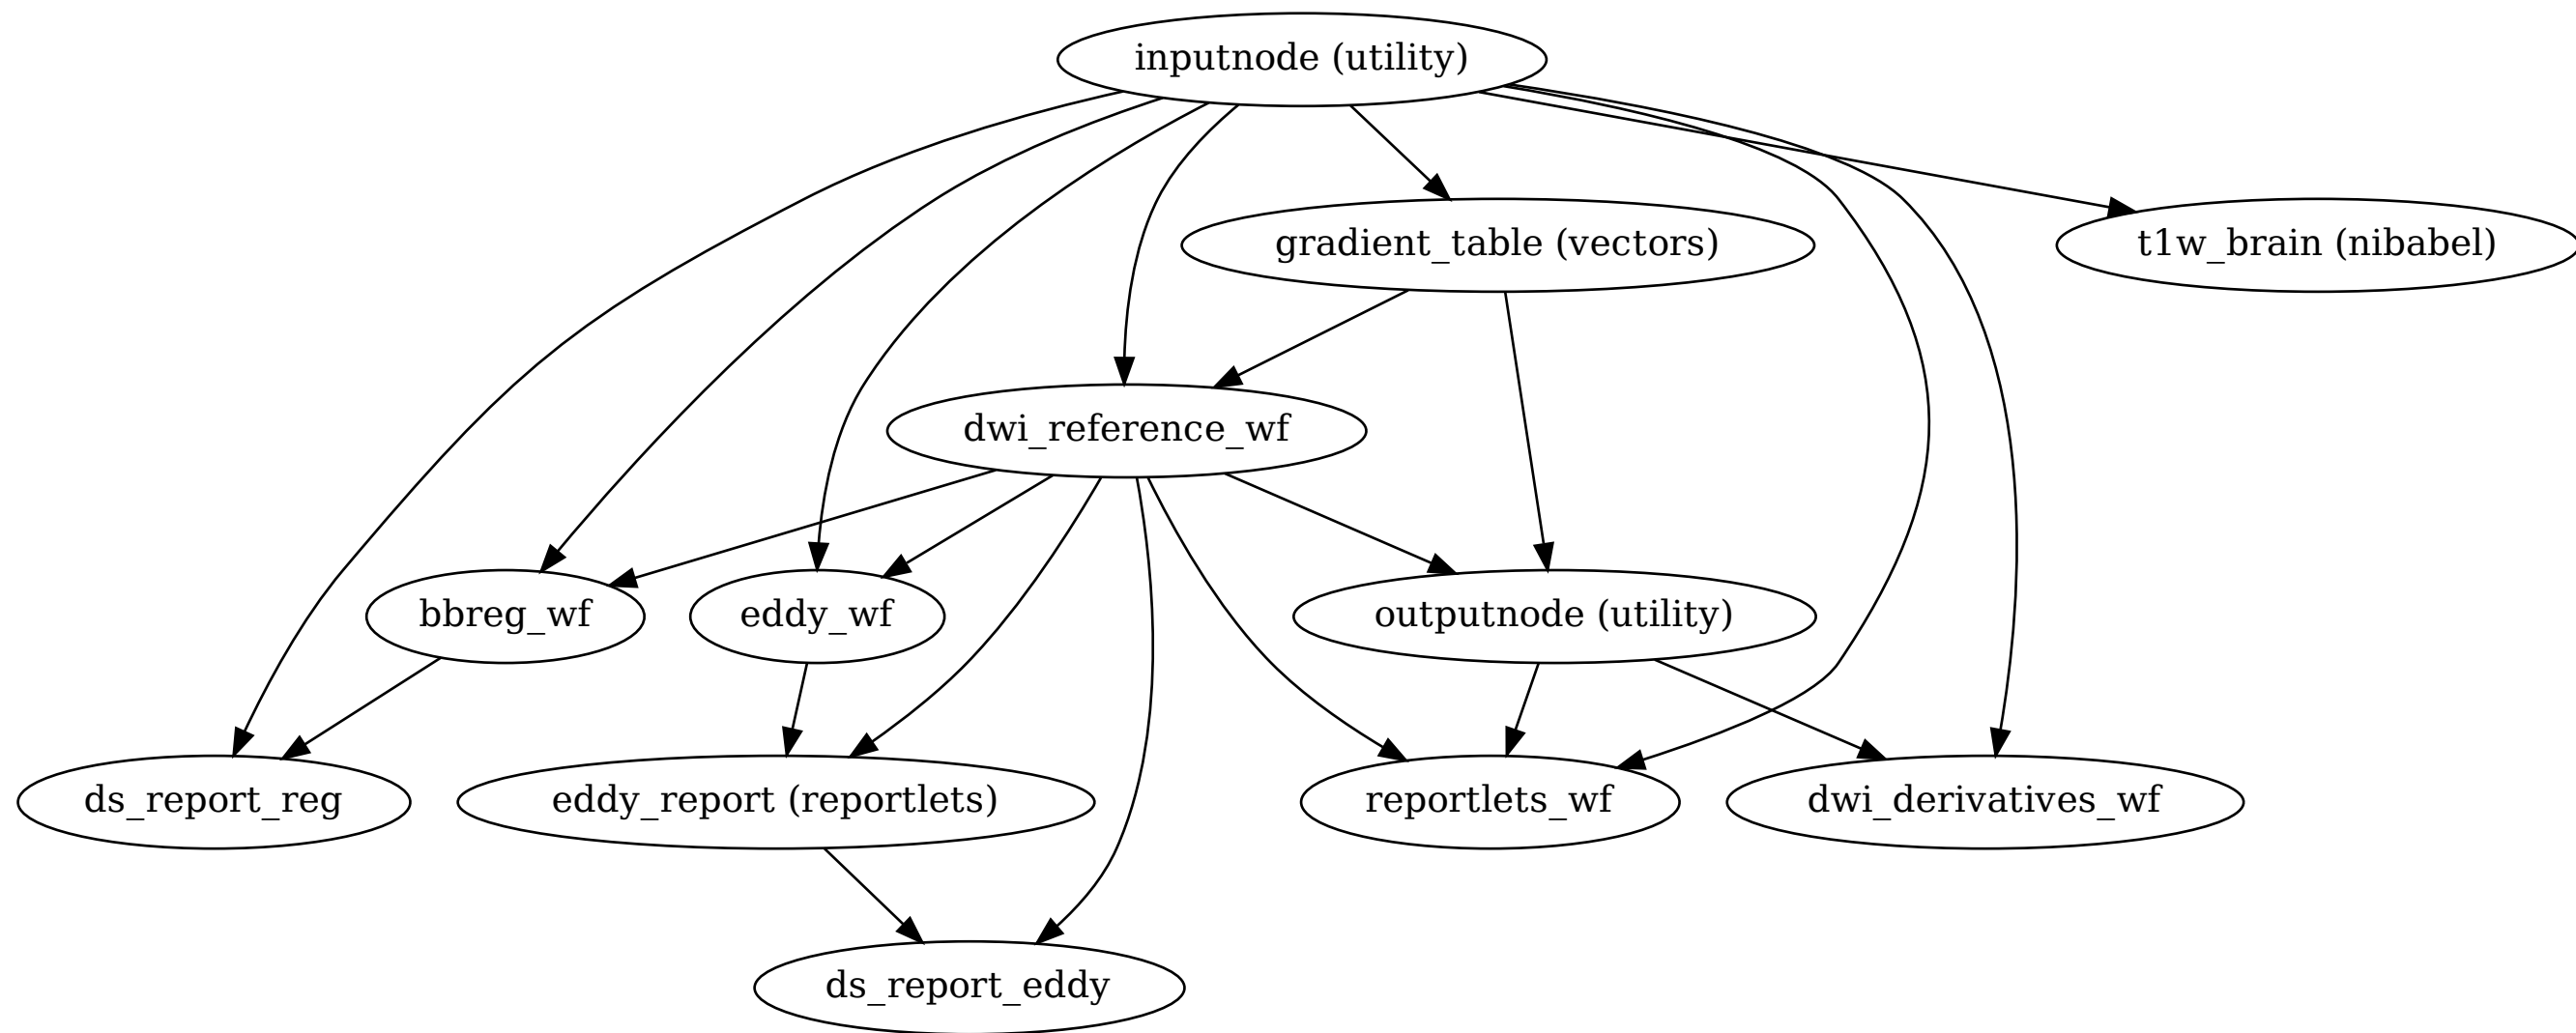 inputnode (utility)
gradient_table (vectors)
t1w_brain (nibabel)
dwi_reference_wf
bbreg_wf
eddy_wf
outputnode (utility)
ds_report_reg
eddy_report (reportlets)
reportlets_wf
dwi_derivatives_wf
ds_report_eddy